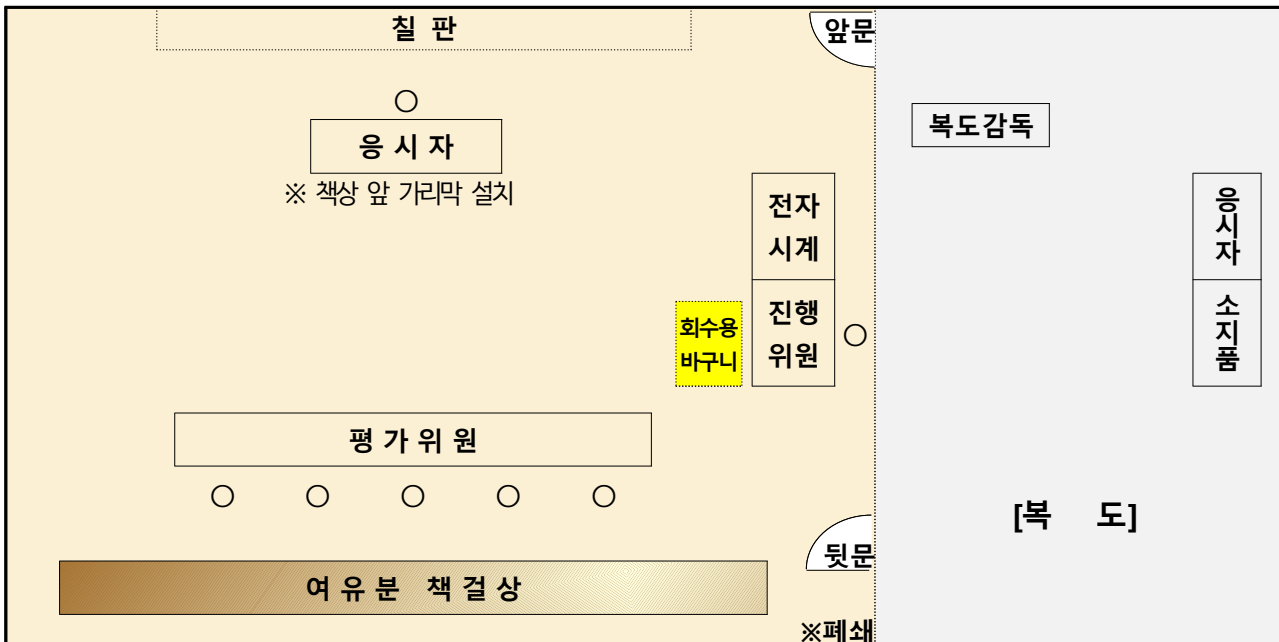 칠 판
앞문
복도감독
응 시 자
※ 책상 앞 가리막 설치
전자
시계
응시자
회수용
바구니
진행
위원
소지품
평 가 위 원
[복 도]
뒷문
여 유 분 책 걸 상
※폐쇄